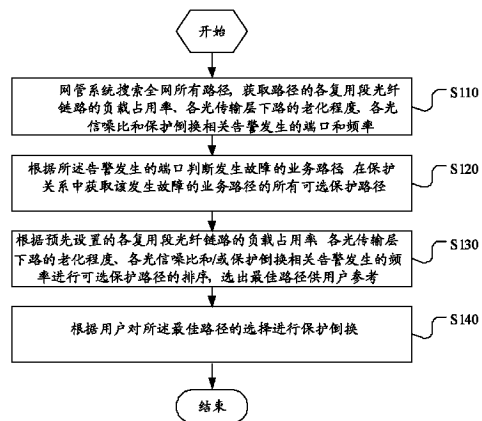 开始
网管系统搜索全网所有路径，获取路径的各复用段光纤
链路的负载占用率、各光传输层下路的老化程度、各光
信噪比和保护倒换相关告警发生的端口和频率
S110
根据所述告警发生的端口判断发生故障的业务路径，在保护
关系中获取该发生故障的业务路径的所有可选保护路径
S120
根据预先设置的各复用段光纤链路的负载占用率、各光传输层
下路的老化程度、各光信噪比和/或保护倒换相关告警发生的频
率进行可选保护路径的排序，选出最佳路径供用户参考
S130
根据用户对所述最佳路径的选择进行保护倒换
S140
结束